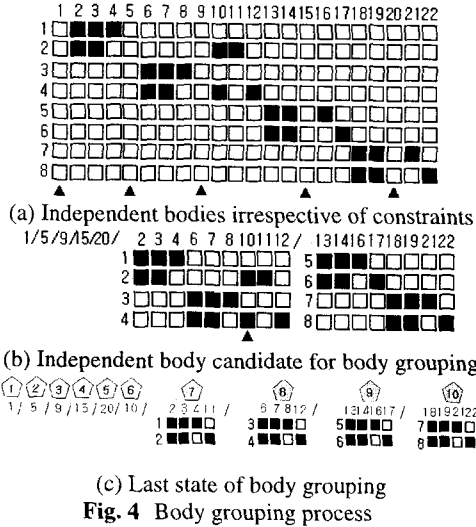 1 2 3 4 5 6 7 8 9 10 11 12 13 14 15 16 17 18 19 20 21 22
1
2
3
4
5
6
7
8
(a) Independent bodies irrespective of constraints
1/5/9/15/20/ 2 3 4 6 7 8 10 11 12 / 13 14 16 17 18 19 21 22
1 5
2 6
3 7
4 8
(b) Independent body candidate for body grouping
1 2 3 4 5 6 7 8 9 10
1/ 5 / 9 / 15 / 20 / 10 / 2 3 4 11 / 6 7 8 12 / 13 14 16 17 / 18 19 21 22
1 3 5 7
2 4 6 8
(c) Last state of body grouping
Fig. 4 Body grouping process